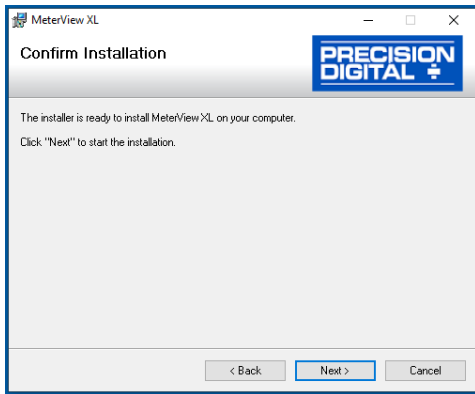 MeterView XL
Confirm Installation
PRECISION
DIGITAL
The installer is ready to install MeterView XL on your computer.
Click "Next" to start the installation.
< Back
Next >
Cancel